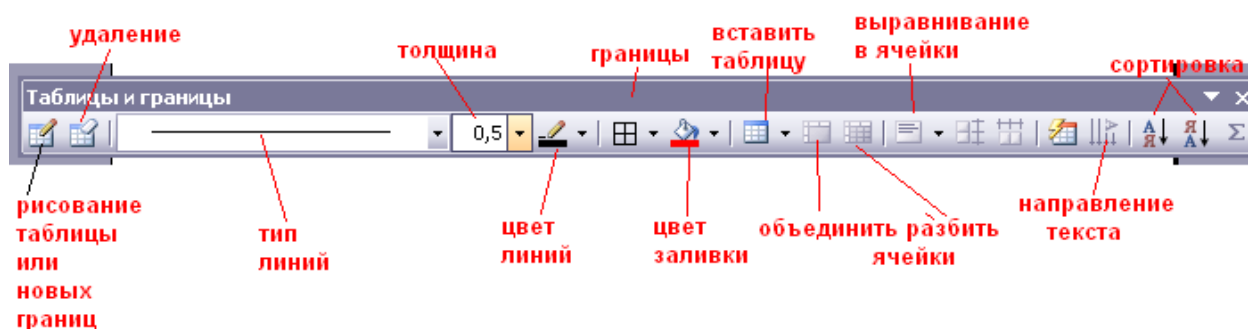 удаление
толщина
границы
вставить
таблицу
выравнивание
в ячейки
сортировка
Таблицы и границы
0,5
А
Я
Я
А
Σ
рисование
таблицы
или
новых
границ
тип
линий
цвет
линий
цвет
заливки
объединить разбить
ячейки
направление
текста